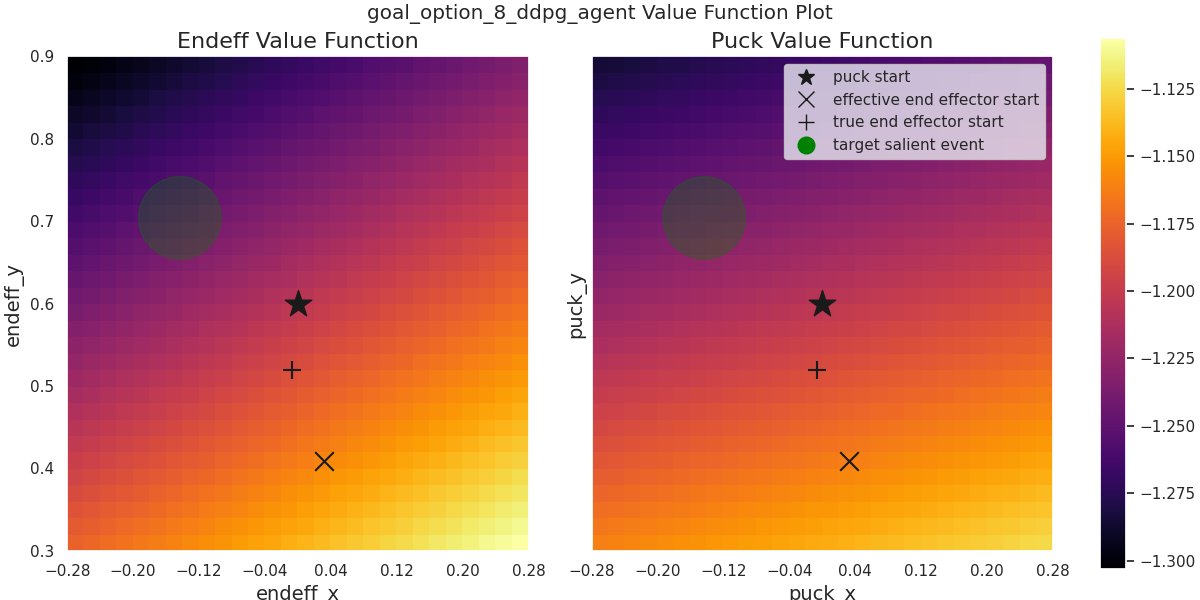 goal_option_8_ddpg_agent Value Function Plot
Endeff Value Function
Puck Value Function
puck start
effective end effector start
true end effector start
target salient event
endeff_y
0.9
0.8
0.7
0.6
0.5
0.4
0.3
−0.28 −0.20 −0.12 −0.04 0.04 0.12 0.20 0.28
endeff_x
puck_y
−0.28 −0.20 −0.12 −0.04 0.04 0.12 0.20 0.28
puck_x
−1.125
−1.150
−1.175
−1.200
−1.225
−1.250
−1.275
−1.300